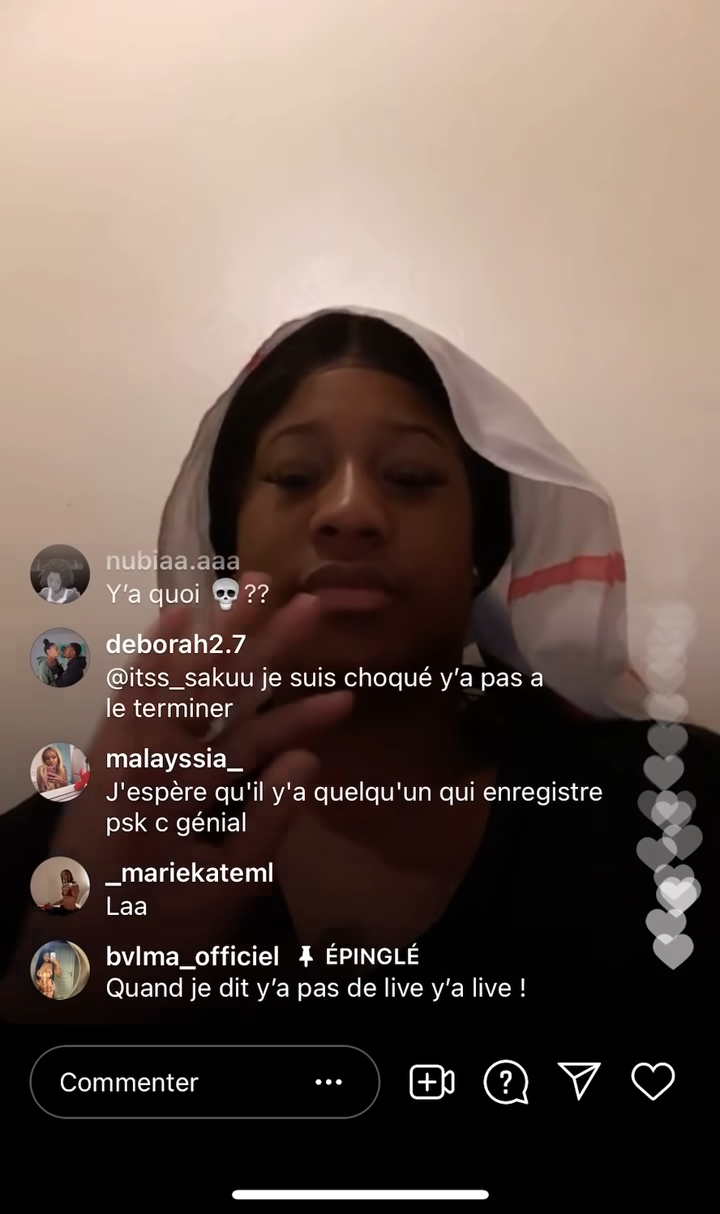 nubiaa.aaa
Y’a quoi 💀??
deborah2.7
@itss_sakuu je suis choqué y’a pas a
le terminer
malayssia_
J'espère qu'il y'a quelqu'un qui enregistre
psk c génial
_mariekateml
Laa
bvlma_officiel 📌 ÉPINGLÉ
Quand je dit y’a pas de live y’a live !
Commenter